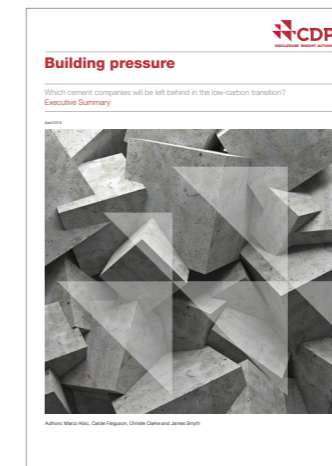 CDP
DISCLOSURE INSIGHT ACTION
Building pressure
Which cement companies will be left behind in the low-carbon transition?
Executive Summary
April 2018
Authors: Marco Kisic, Carole Ferguson, Christie Clarke and James Smyth